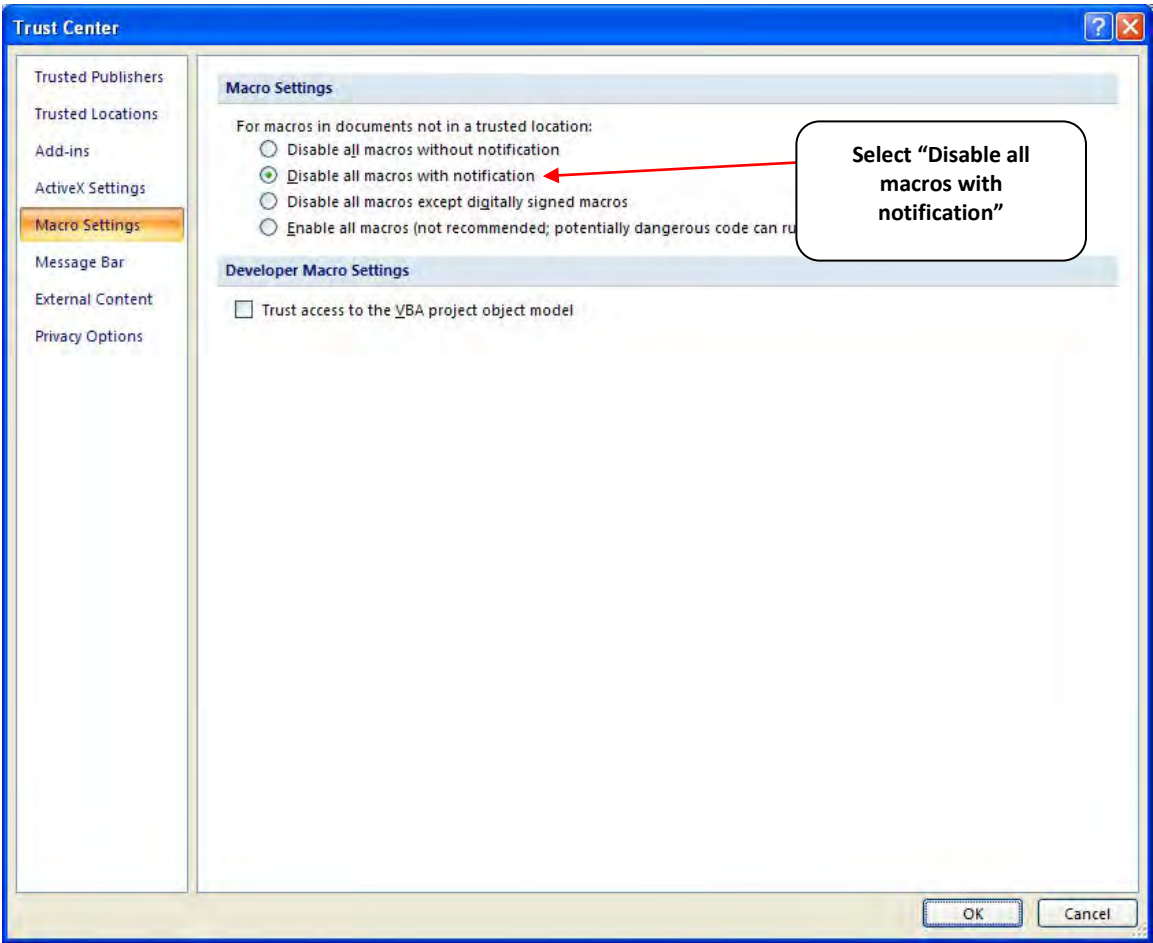 Trust Center
Trusted Publishers
Trusted Locations
Add-ins
ActiveX Settings
Macro Settings
Message Bar
External Content
Privacy Options
Macro Settings
For macros in documents not in a trusted location:
Disable all macros without notification
Disable all macros with notification
Disable all macros except digitally signed macros
Enable all macros (not recommended; potentially dangerous code can ru
Select “Disable all
macros with
notification”
Developer Macro Settings
Trust access to the VBA project object model
OK
Cancel